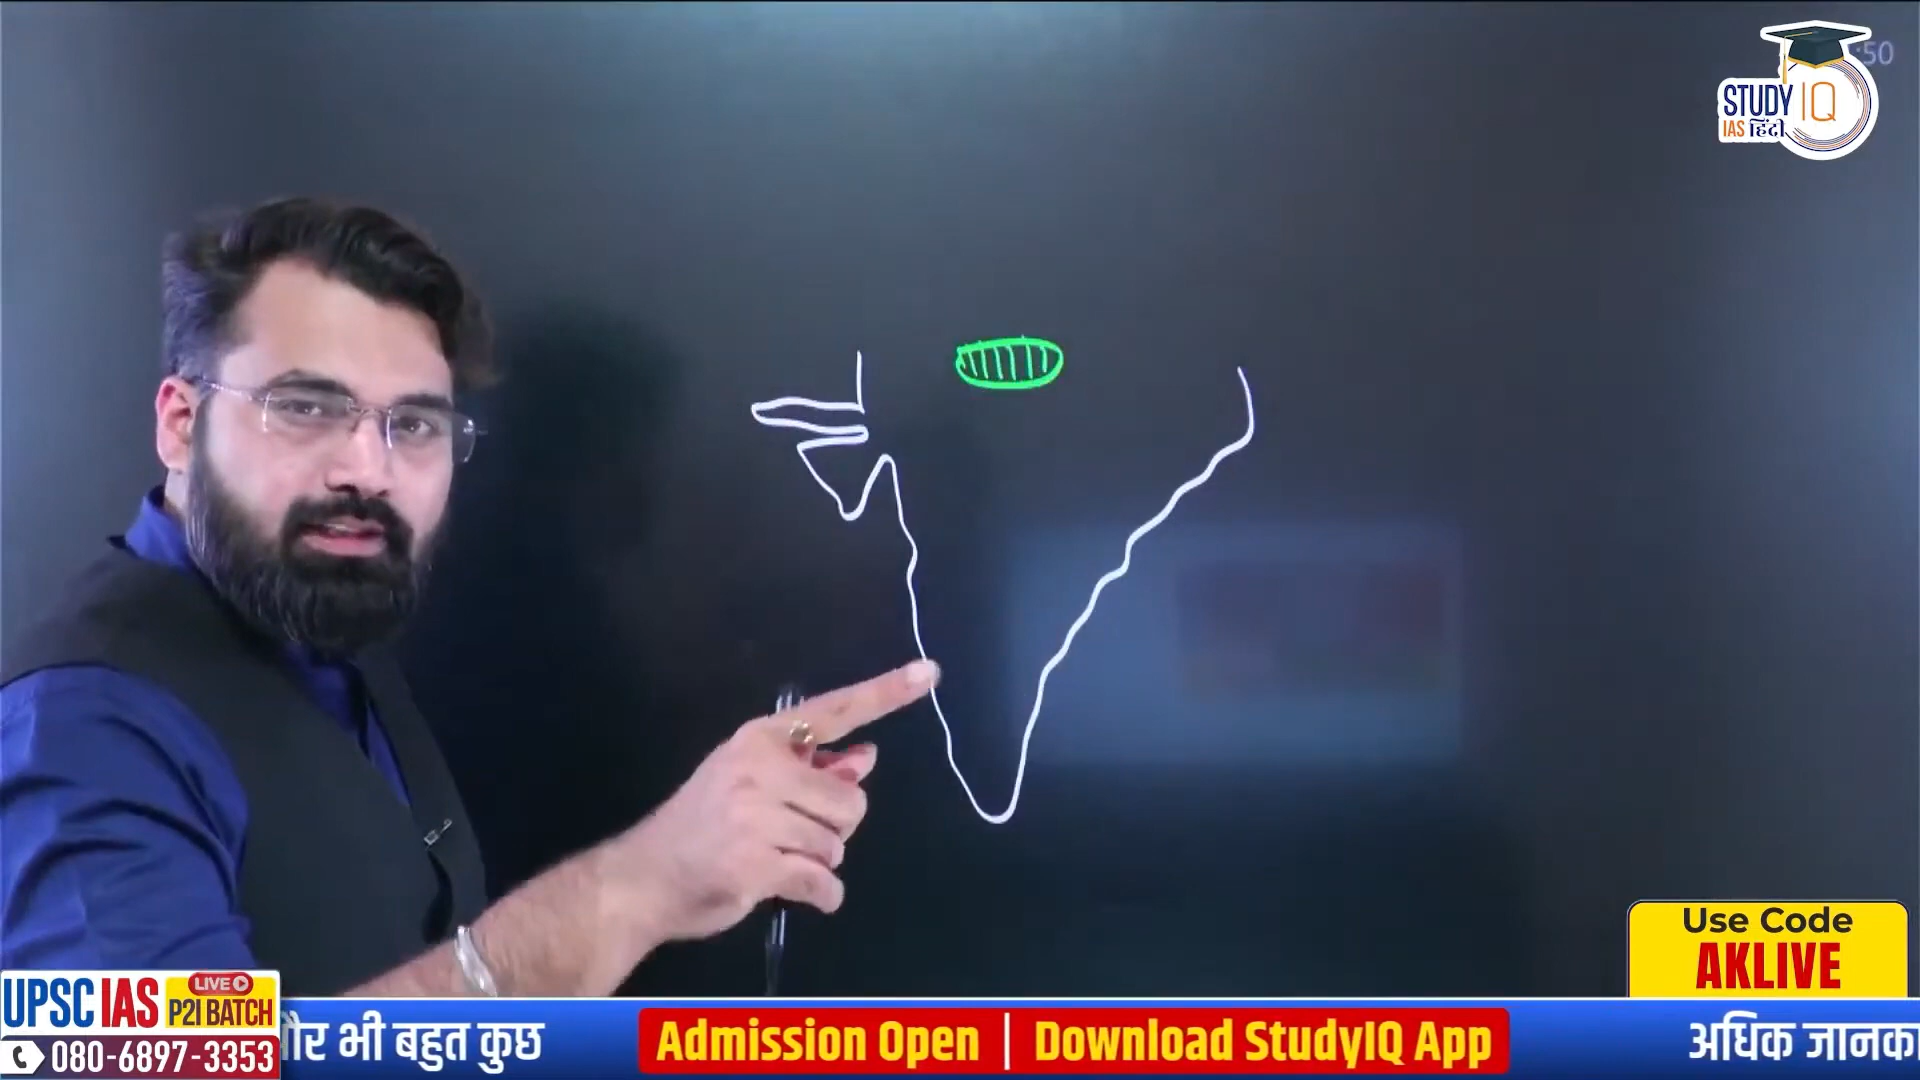 :50
STUDY IQ
IAS हिंदी
Use Code
AKLIVE
UPSC IAS
LIVE
P2I BATCH
080-6897-3353
और भी बहुत कुछ
Admission Open | Download StudyIQ App
अधिक